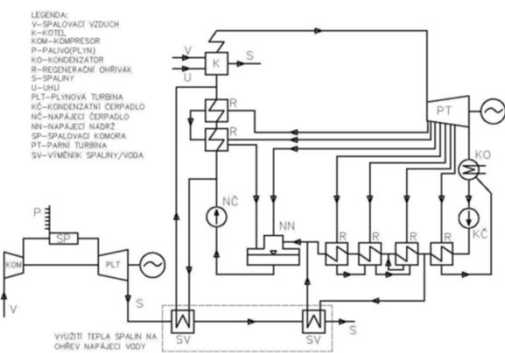 LEGENDA:
V-SPALOVACÍ VZDUCH
K-KOTEL
KOM-KOMPRESOR
P-PALIVO(PLYN)
KO-KONDENZÁTOR
R-REGENERAČNÍ OHŘÍVÁK
S-SPALINY
U-UHLÍ
PLT-PLYNOVÁ TURBÍNA
KČ-KONDENZÁTNÍ ČERPADLO
NČ-NAPÁJECÍ ČERPADLO
NN-NAPÁJECÍ NÁDRŽ
SP-SPALOVACÍ KOMORA
PT-PARNÍ TURBÍNA
SV-VÝMĚNÍK SPALINY/VODA
V
K
S
U
R
R
PT
KO
NČ
KČ
NN
R
R
R
R
P
SP
KOM
PLT
V
S
SV
SV
S
VYUŽITÍ TEPLA SPALIN NA
OHŘEV NAPÁJECÍ VODY